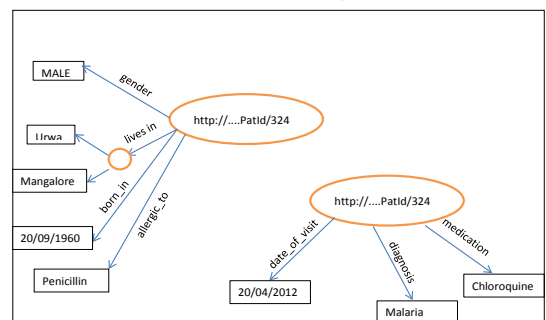 MALE
gender
http://....PatId/324
Urwa
lives in
Mangalore
born_in
allergic_to
20/09/1960
Penicillin
http://....PatId/324
date_of_visit
diagnosis
medication
20/04/2012
Chloroquine
Malaria